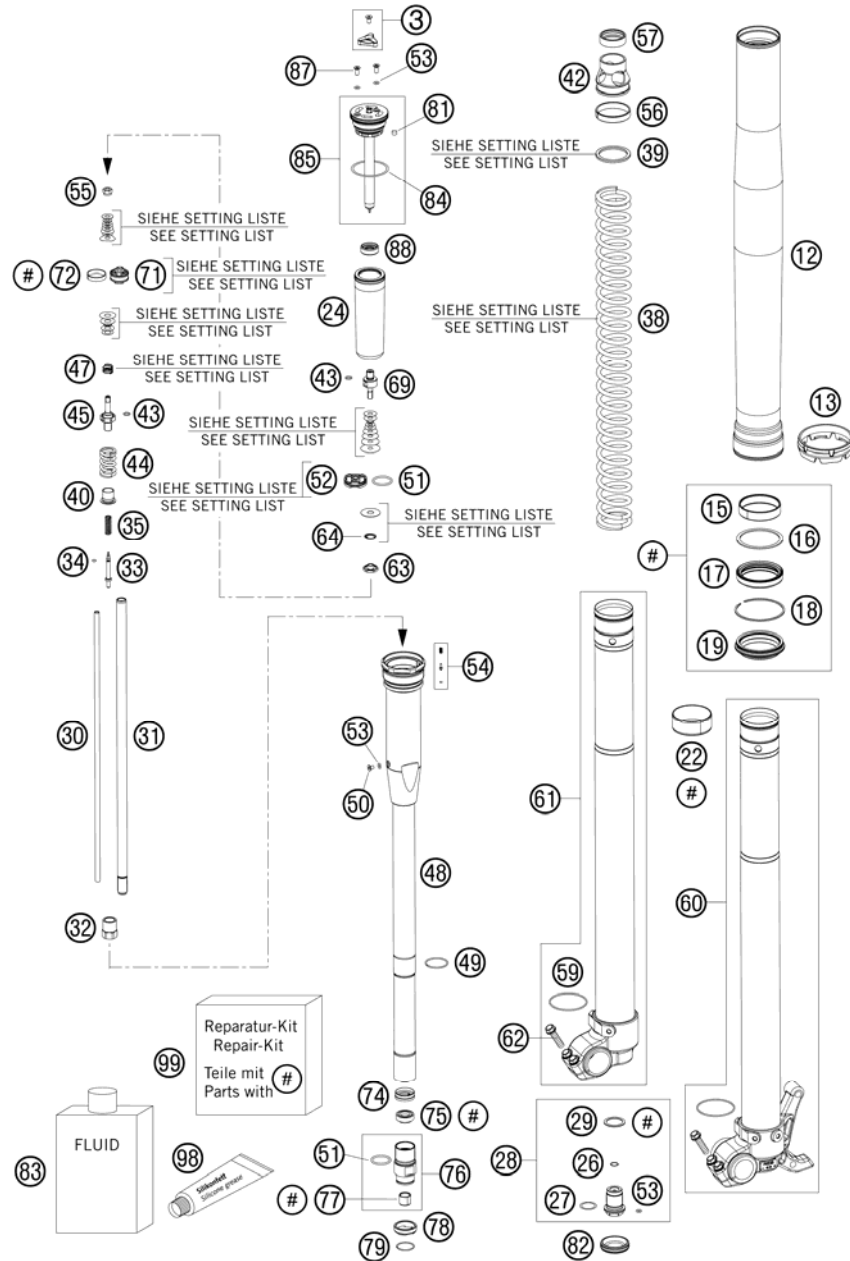 3
87
53
57
42
81
56
85
SIEHE SETTING LISTE
SEE SETTING LIST
39
84
55
SIEHE SETTING LISTE
SEE SETTING LIST
88
12
# 72 71
SIEHE SETTING LISTE
SEE SETTING LIST
24
SIEHE SETTING LISTE
SEE SETTING LIST
SIEHE SETTING LISTE
SEE SETTING LIST
38
47
SIEHE SETTING LISTE
SEE SETTING LIST
43
69
45
43
13
SIEHE SETTING LISTE
SEE SETTING LIST
44
52
51
SIEHE SETTING LISTE
SEE SETTING LIST
40
15
SIEHE SETTING LISTE
SEE SETTING LIST
35
64
16
#
34
33
63
17
18
19
54
30
31
53
22
#
50
61
48
60
32
49
59
62
Reparatur-Kit
Repair-Kit
Teile mit
Parts with #
99
74
75 #
29 #
FLUID
83
98
Silikonfett
Silicone grease
51
76
28
26
# 77
27
53
78
79
82